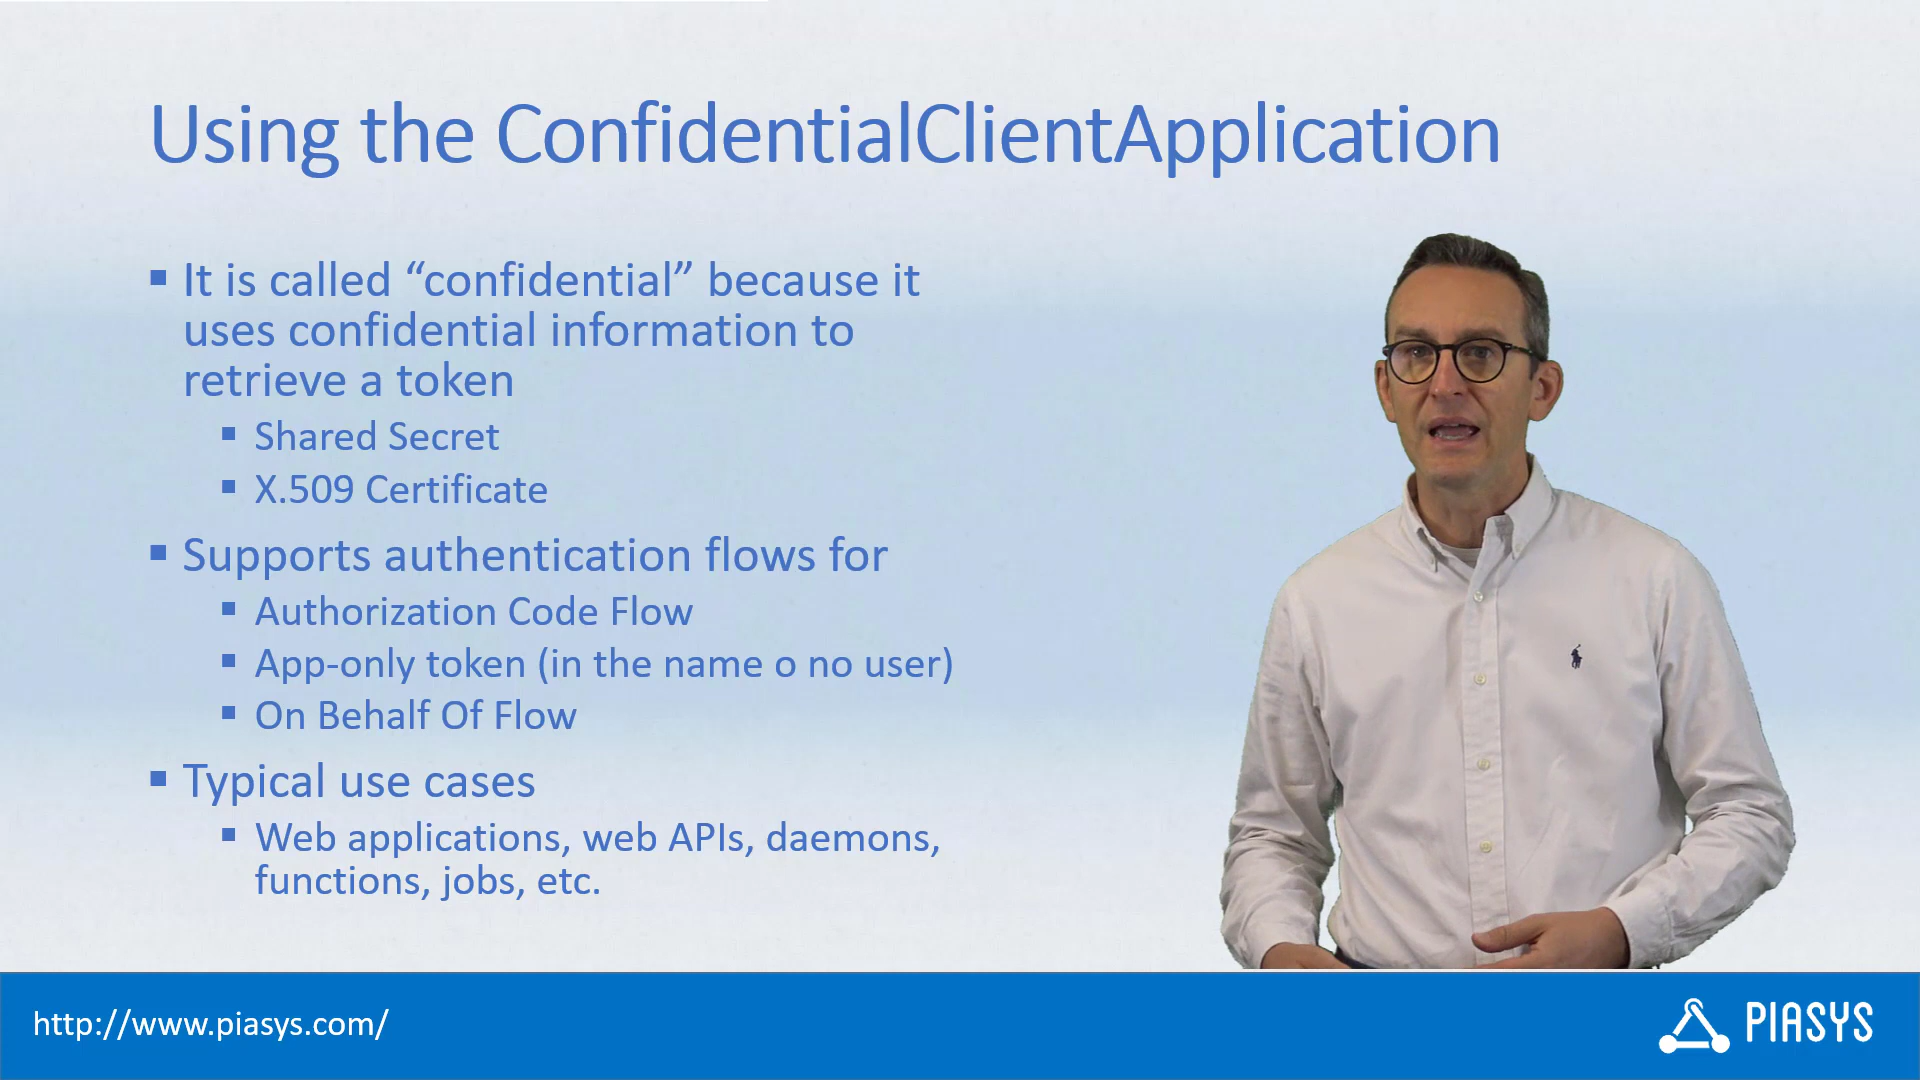 Using the ConfidentialClientApplication
▪ It is called “confidential” because it
uses confidential information to
retrieve a token
▪ Shared Secret
▪ X.509 Certificate
▪ Supports authentication flows for
▪ Authorization Code Flow
▪ App-only token (in the name o no user)
▪ On Behalf Of Flow
▪ Typical use cases
▪ Web applications, web APIs, daemons,
functions, jobs, etc.
http://www.piasys.com/
PIASYS